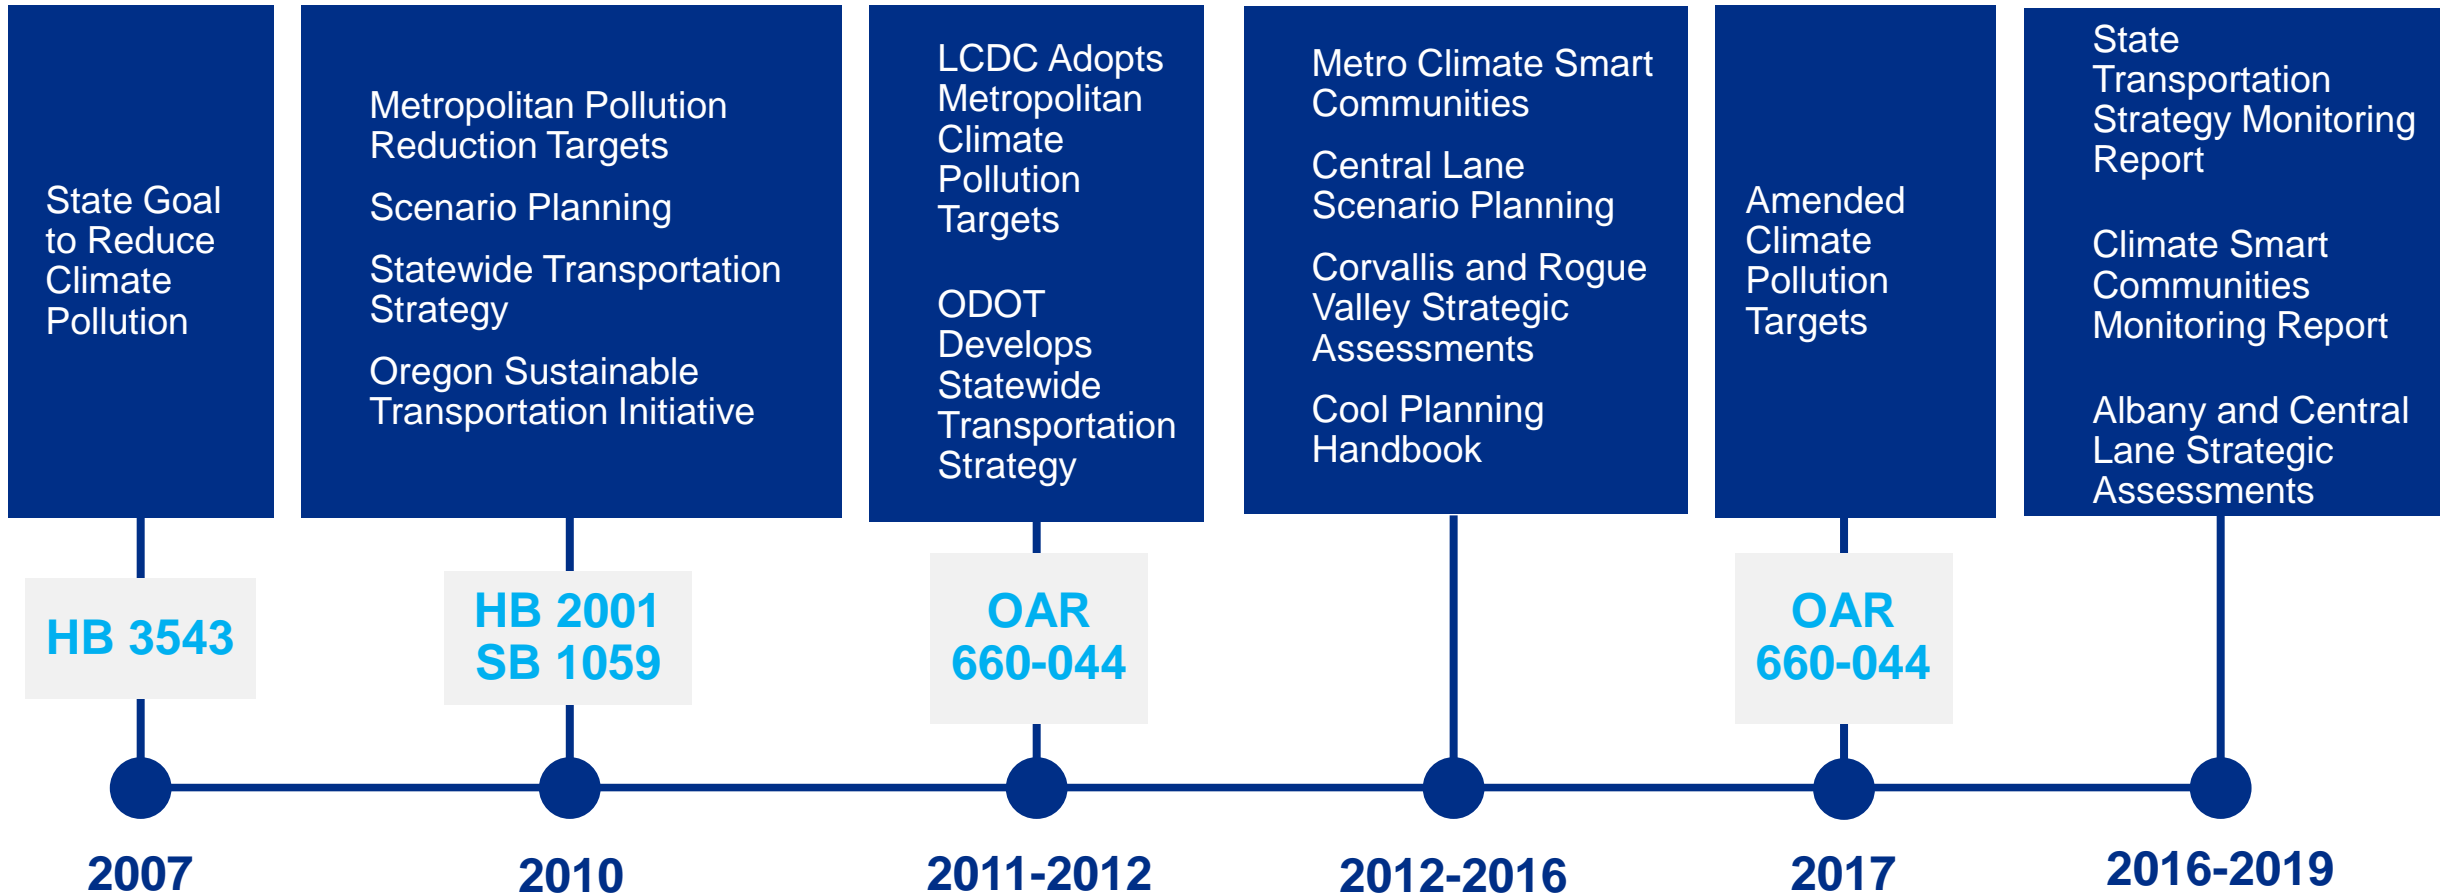 State Goal
to Reduce
Climate
Pollution
HB 3543
2007
Metropolitan Pollution
Reduction Targets
Scenario Planning
Statewide Transportation
Strategy
Oregon Sustainable
Transportation Initiative
HB 2001
SB 1059
2010
LCDC Adopts
Metropolitan
Climate
Pollution
Targets
ODOT
Develops
Statewide
Transportation
Strategy
OAR
660-044
2011-2012
Metro Climate Smart
Communities
Central Lane
Scenario Planning
Corvallis and Rogue
Valley Strategic
Assessments
Cool Planning
Handbook
2012-2016
Amended
Climate
Pollution
Targets
OAR
660-044
2017
State
Transportation
Strategy Monitoring
Report
Climate Smart
Communities
Monitoring Report
Albany and Central
Lane Strategic
Assessments
2016-2019